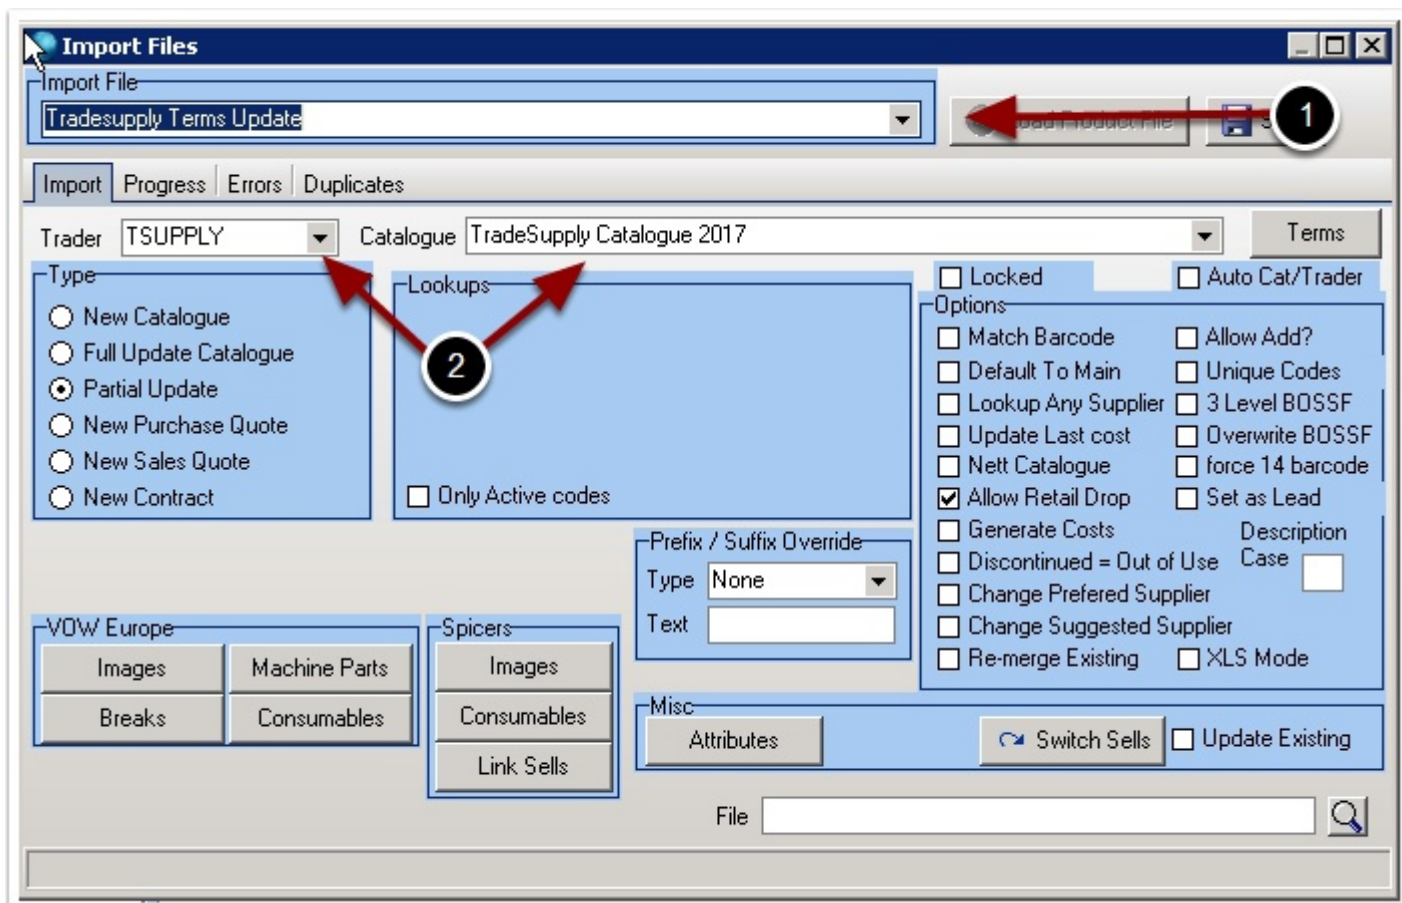 Import Files
Import File
Tradesupply Terms Update
Load Product File
1
Import Progress Errors Duplicates
Trader TSUPPLY Catalogue TradeSupply Catalogue 2017 Terms
Type
New Catalogue
Full Update Catalogue
Partial Update
New Purchase Quote
New Sales Quote
New Contract
Lookups
2
Only Active codes
Locked Auto Cat/Trader
Options
Match Barcode Allow Add?
Default To Main Unique Codes
Lookup Any Supplier 3 Level BOSSF
Update Last cost Overwrite BOSSF
Nett Catalogue force 14 barcode
Allow Retail Drop Set as Lead
Generate Costs Description
Discontinued = Out of Use Case
Change Prefered Supplier
Change Suggested Supplier
Re-merge Existing XLS Mode
Prefix / Suffix Override
Type None
Text
VOW Europe
Images Machine Parts
Breaks Consumables
Spicers
Images
Consumables
Link Sells
Misc
Attributes Switch Sells Update Existing
File